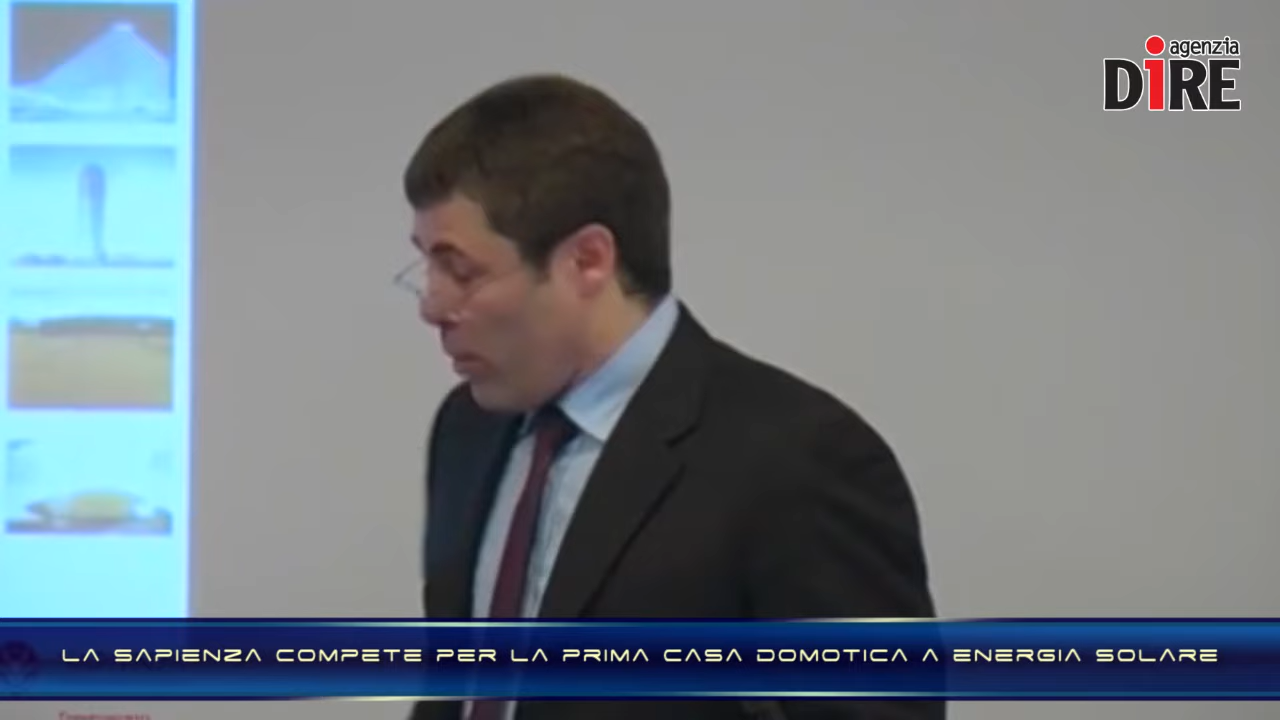 agenzia
DiRE
LA SAPIENZA COMPETE PER LA PRIMA CASA DOMOTICA A ENERGIA SOLARE